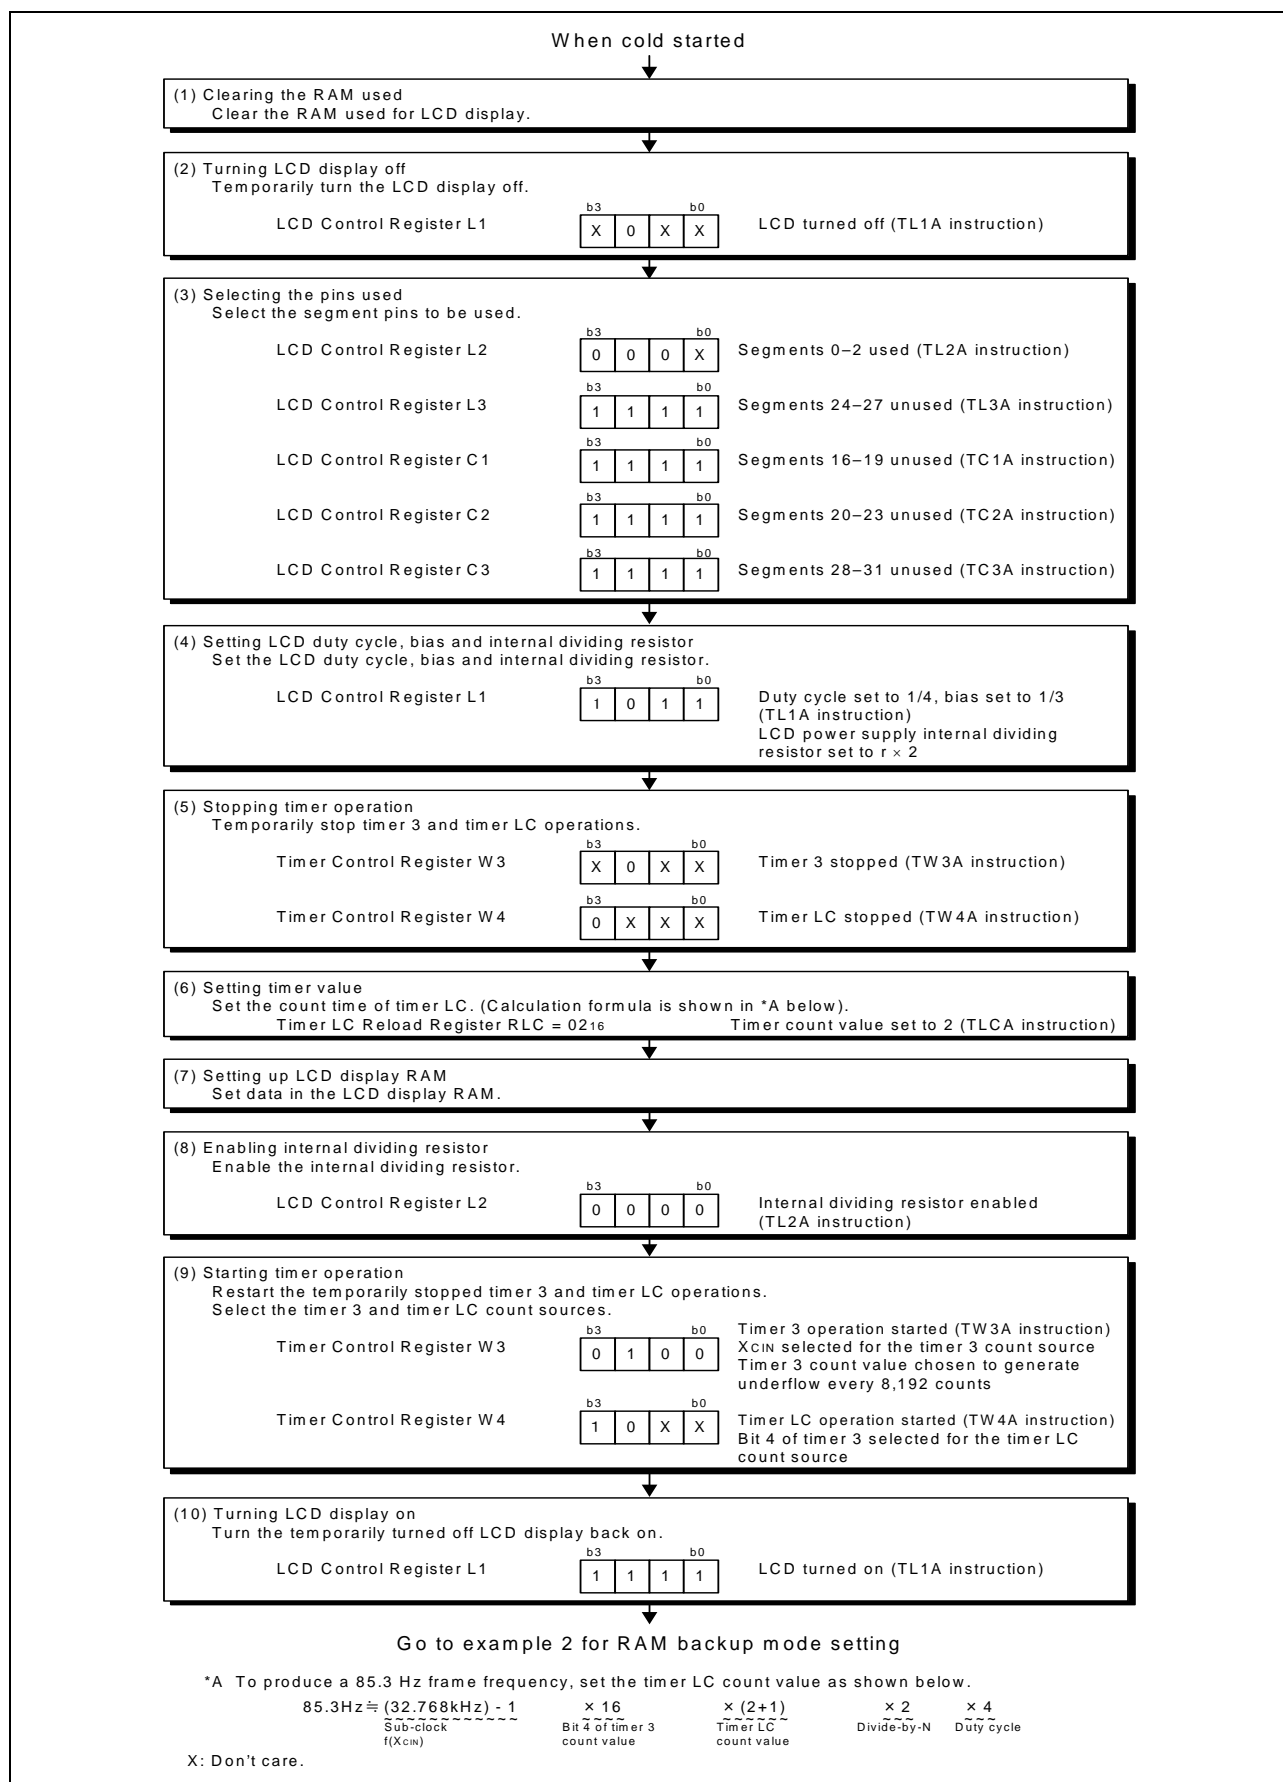 When cold started
(1) Clearing the RAM used
Clear the RAM used for LCD display.
(2) Turning LCD display off
Temporarily turn the LCD display off.
b3 b0
LCD Control Register L1 X 0 X X LCD turned off (TL1A instruction)
(3) Selecting the pins used
Select the segment pins to be used.
b3 b0
LCD Control Register L2 0 0 0 X Segments 0–2 used (TL2A instruction)
b3 b0
LCD Control Register L3 1 1 1 1 Segments 24–27 unused (TL3A instruction)
b3 b0
LCD Control Register C1 1 1 1 1 Segments 16–19 unused (TC1A instruction)
b3 b0
LCD Control Register C2 1 1 1 1 Segments 20–23 unused (TC2A instruction)
b3 b0
LCD Control Register C3 1 1 1 1 Segments 28–31 unused (TC3A instruction)
(4) Setting LCD duty cycle, bias and internal dividing resistor
Set the LCD duty cycle, bias and internal dividing resistor.
b3 b0
LCD Control Register L1 1 0 1 1 Duty cycle set to 1/4, bias set to 1/3
(TL1A instruction)
LCD power supply internal dividing
resistor set to r × 2
(5) Stopping timer operation
Temporarily stop timer 3 and timer LC operations.
b3 b0
Timer Control Register W3 X 0 X X Timer 3 stopped (TW3A instruction)
b3 b0
Timer Control Register W4 0 X X X Timer LC stopped (TW4A instruction)
(6) Setting timer value
Set the count time of timer LC. (Calculation formula is shown in *A below).
Timer LC Reload Register RLC = 0216 Timer count value set to 2 (TLCA instruction)
(7) Setting up LCD display RAM
Set data in the LCD display RAM.
(8) Enabling internal dividing resistor
Enable the internal dividing resistor.
b3 b0
LCD Control Register L2 0 0 0 0 Internal dividing resistor enabled
(TL2A instruction)
(9) Starting timer operation
Restart the temporarily stopped timer 3 and timer LC operations.
Select the timer 3 and timer LC count sources.
b3 b0 Timer 3 operation started (TW3A instruction)
Timer Control Register W3 0 1 0 0 XCIN selected for the timer 3 count source
Timer 3 count value chosen to generate
underflow every 8,192 counts
b3 b0
Timer Control Register W4 1 0 X X Timer LC operation started (TW4A instruction)
Bit 4 of timer 3 selected for the timer LC
count source
(10) Turning LCD display on
Turn the temporarily turned off LCD display back on.
b3 b0
LCD Control Register L1 1 1 1 1 LCD turned on (TL1A instruction)
Go to example 2 for RAM backup mode setting
*A To produce a 85.3 Hz frame frequency, set the timer LC count value as shown below.
85.3Hz ≒ (32.768kHz) - 1 × 16 × (2+1) × 2 × 4
Sub-clock Bit 4 of timer 3 Timer LC Divide-by-N Duty cycle
f(XCIN) count value count value
X: Don't care.